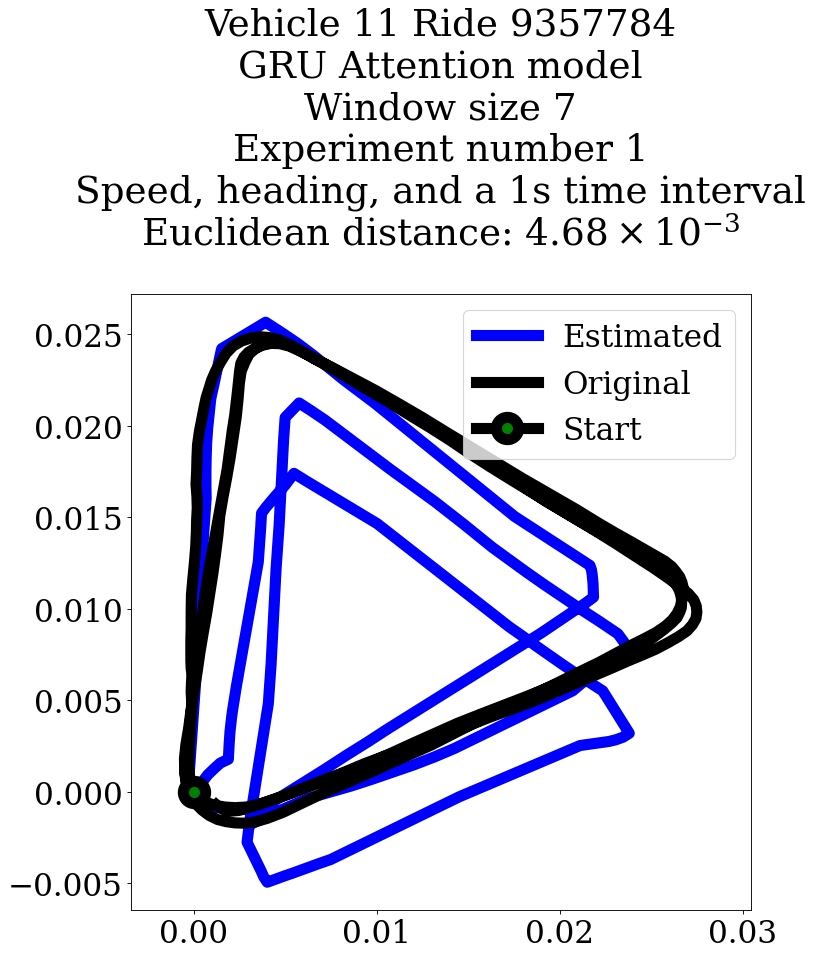 Vehicle 11 Ride 9357784
GRU Attention model
Window size 7
Experiment number 1
Speed, heading, and a 1s time interval
Euclidean distance: 4.68 × 10⁻³
Estimated
Original
Start
0.025
0.020
0.015
0.010
0.005
0.000
−0.005
0.00 0.01 0.02 0.03